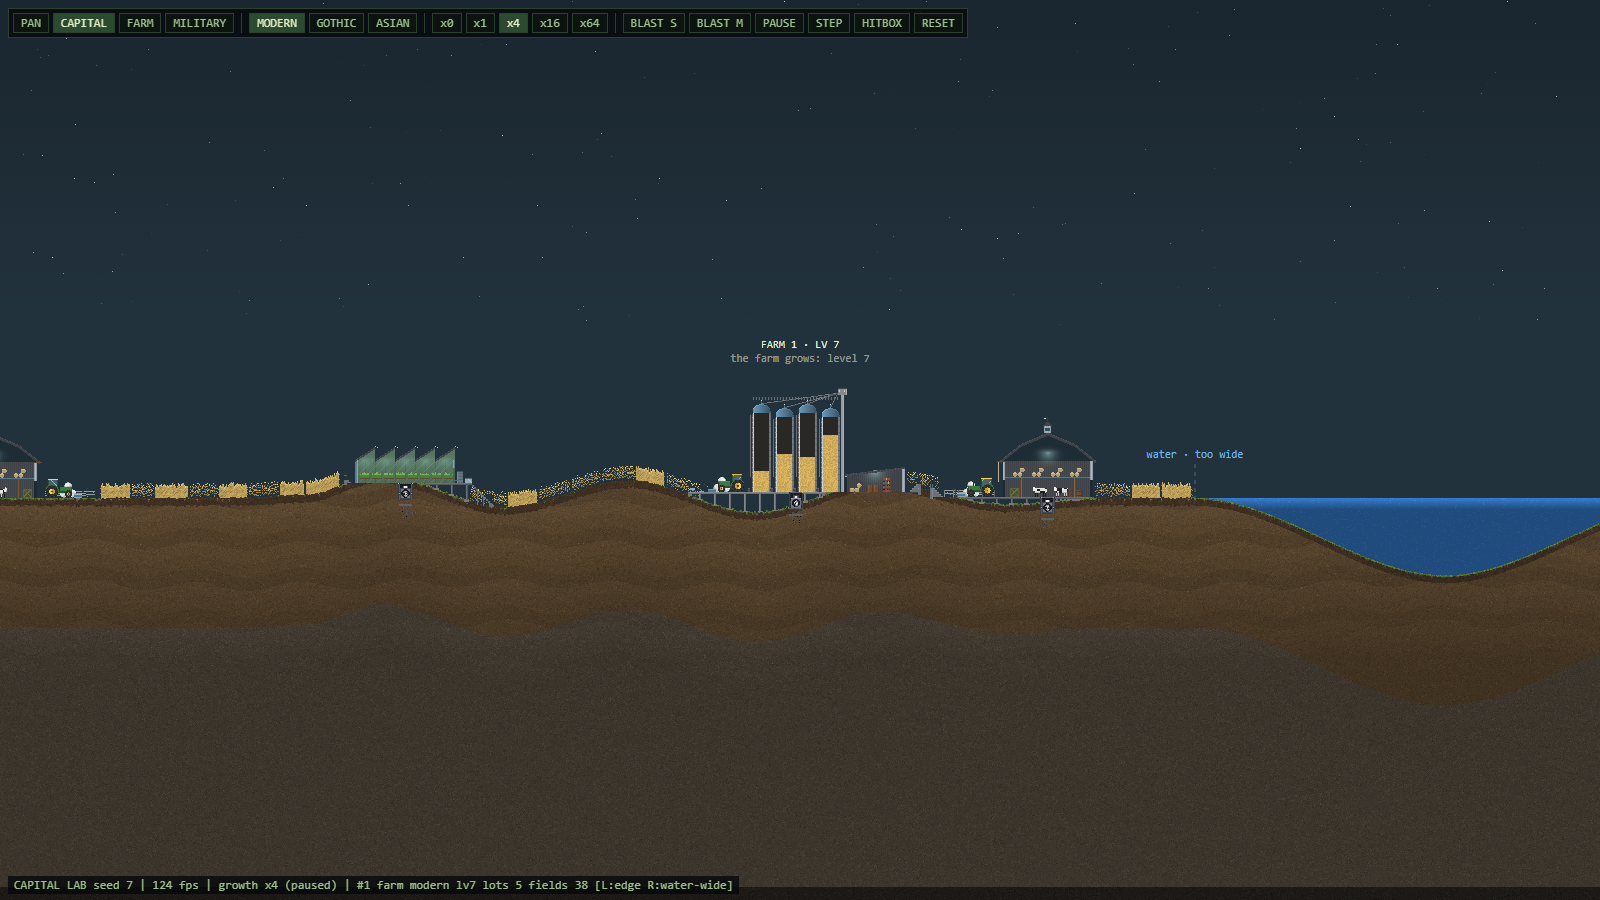 PAN CAPITAL FARM MILITARY MODERN GOTHIC ASIAN x0 x1 x4 x16 x64 BLAST S BLAST M PAUSE STEP HITBOX RESET
FARM 1 · LV 7
the farm grows: level 7
water · too wide
CAPITAL LAB seed 7 | 124 fps | growth x4 (paused) | #1 farm modern lv7 lots 5 fields 38 [L:edge R:water-wide]